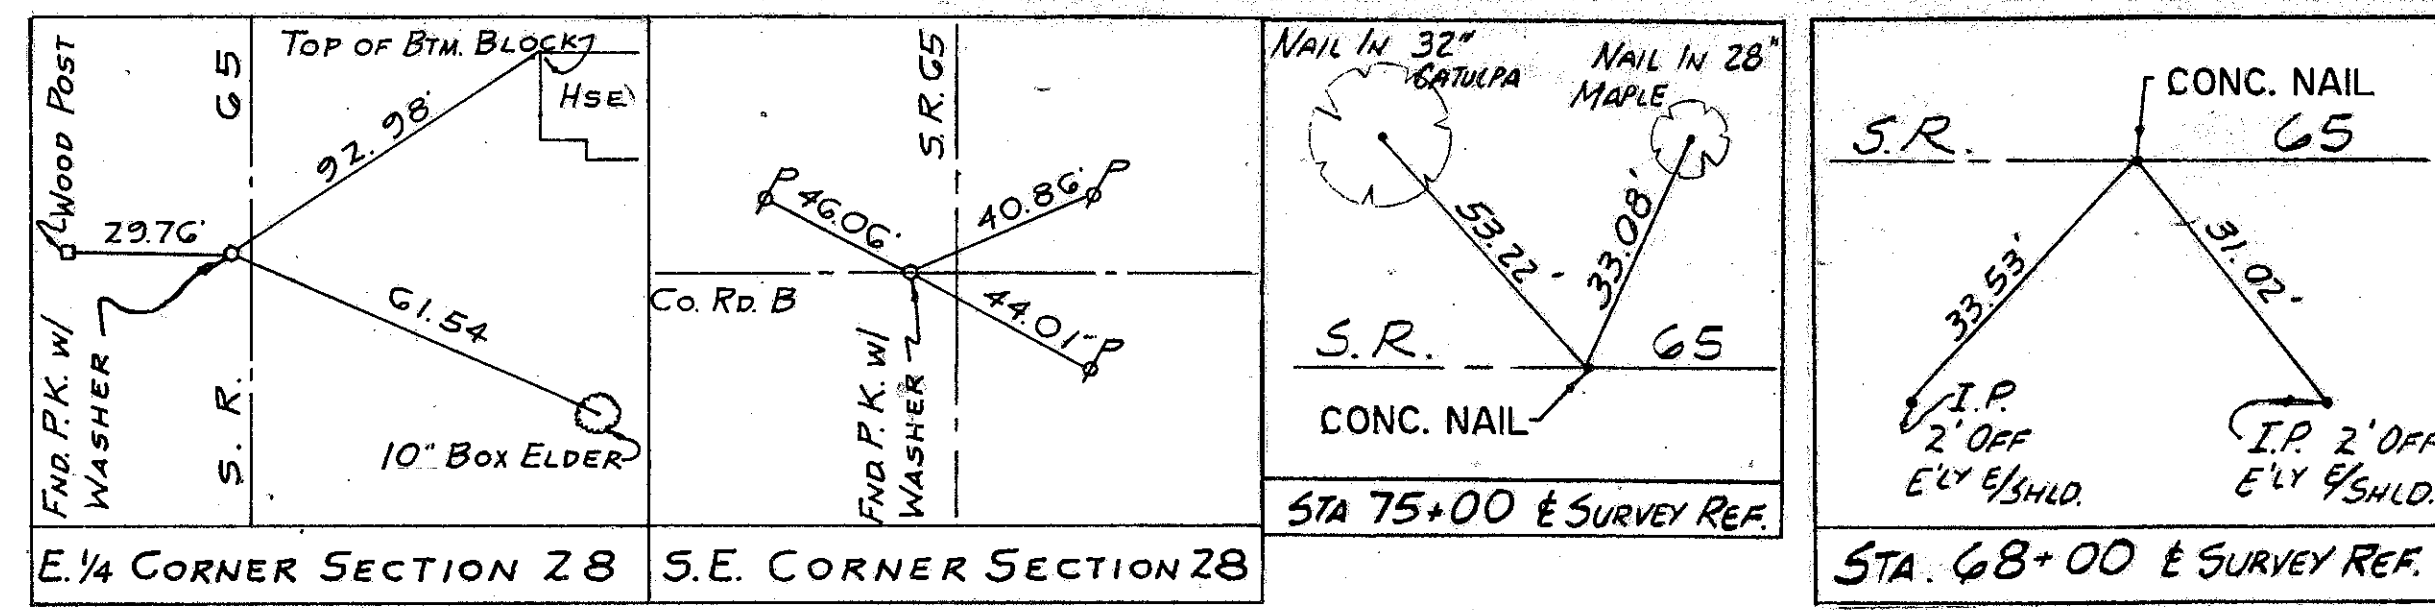 WOOD POST
S. R. 65
TOP OF BTM. BLOCK
HSE
92.98'
29.76'
61.54
FND. P.K. W/
WASHER
10" BOX ELDER
E. 1/4 CORNER SECTION 28
S.R. 65
P
46.06'
40.86'
P
CO. RD. B
44.01'
P
FND. P.K. W/
WASHER
S.E. CORNER SECTION 28
NAIL IN 32"
CATULPA
NAIL IN 28"
MAPLE
53.22'
33.08'
S.R. 65
CONC. NAIL
STA 75+00 ℄ SURVEY REF.
CONC. NAIL
S.R. 65
33.53'
31.02'
I.P.
2' OFF
E'LY E/SHLD.
I.P. 2' OFF
E'LY E/SHLD.
STA. 68+00 ℄ SURVEY REF.